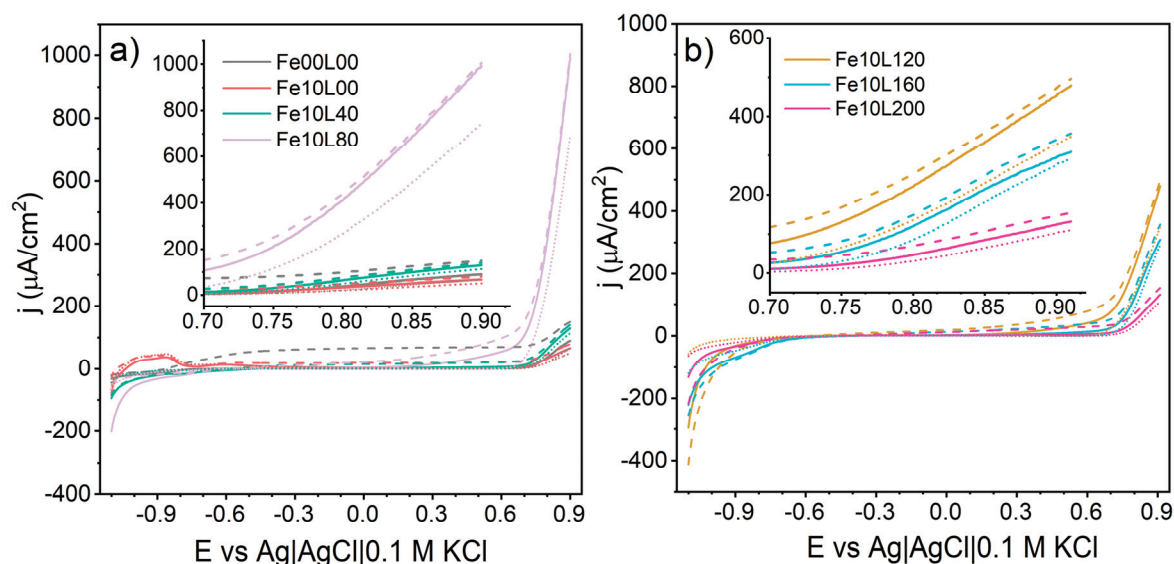 a)
Fe00L00
Fe10L00
Fe10L40
Fe10L80
1000
800
600
400
200
0
0.70 0.75 0.80 0.85 0.90
1000
800
600
400
200
0
-200
-400
j (µA/cm²)
-0.9 -0.6 -0.3 0.0 0.3 0.6 0.9
E vs Ag|AgCl|0.1 M KCl
b)
Fe10L120
Fe10L160
Fe10L200
600
400
200
0
0.70 0.75 0.80 0.85 0.90
1000
800
600
400
200
0
-200
-400
j (µA/cm²)
-0.9 -0.6 -0.3 0.0 0.3 0.6 0.9
E vs Ag|AgCl|0.1 M KCl